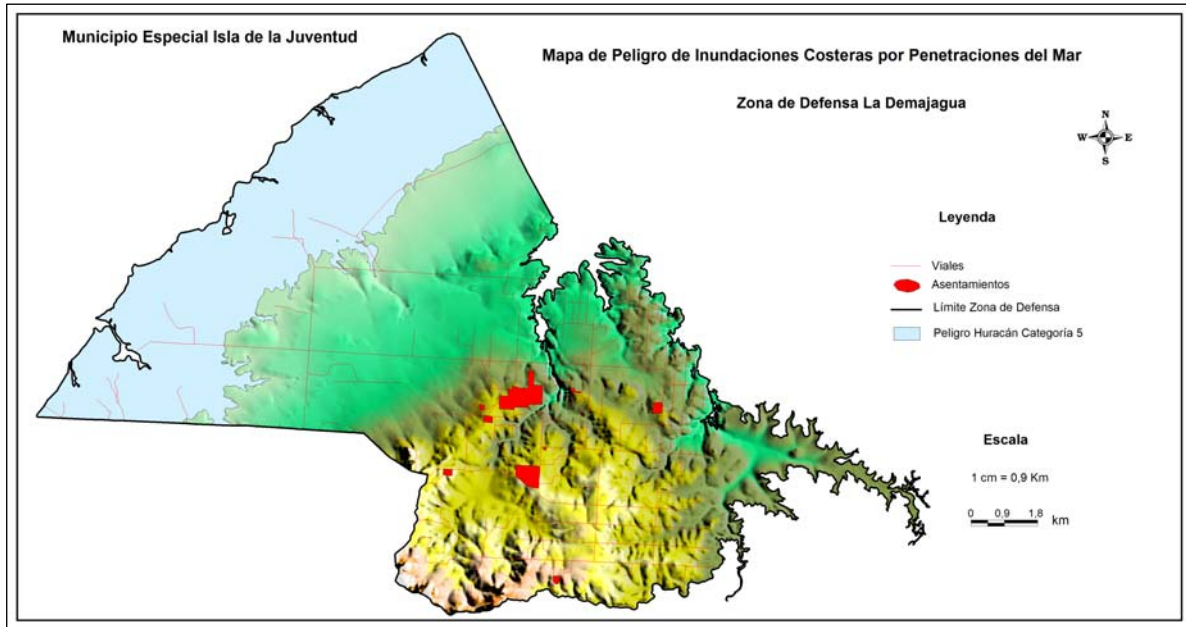 Municipio Especial Isla de la Juventud
Mapa de Peligro de Inundaciones Costeras por Penetraciones del Mar
Zona de Defensa La Demajagua
N
W E
S
Leyenda
Viales
Asentamientos
Límite Zona de Defensa
Peligro Huracán Categoría 5
Escala
1 cm = 0,9 Km
0 0,9 1,8
km